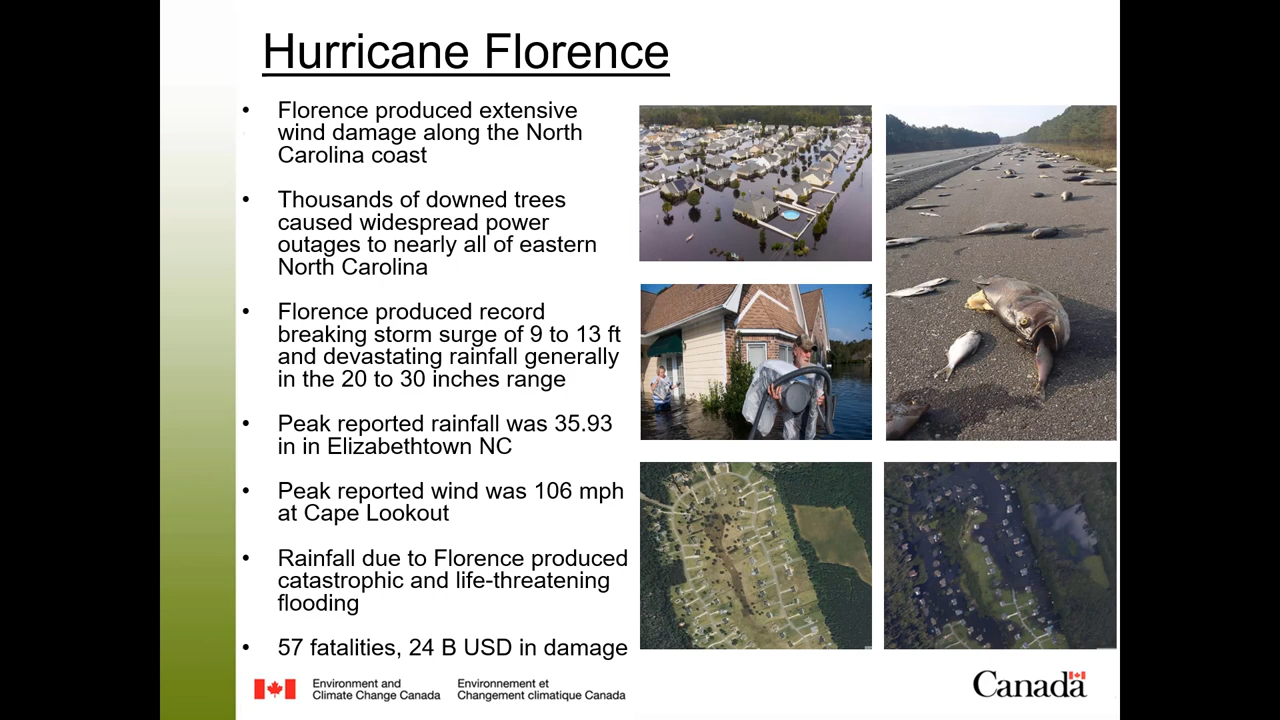 Hurricane Florence
• Florence produced extensive
wind damage along the North
Carolina coast
• Thousands of downed trees
caused widespread power
outages to nearly all of eastern
North Carolina
• Florence produced record
breaking storm surge of 9 to 13 ft
and devastating rainfall generally
in the 20 to 30 inches range
• Peak reported rainfall was 35.93
in in Elizabethtown NC
• Peak reported wind was 106 mph
at Cape Lookout
• Rainfall due to Florence produced
catastrophic and life-threatening
flooding
• 57 fatalities, 24 B USD in damage
Environment and
Climate Change Canada
Environnement et
Changement climatique Canada
Canada